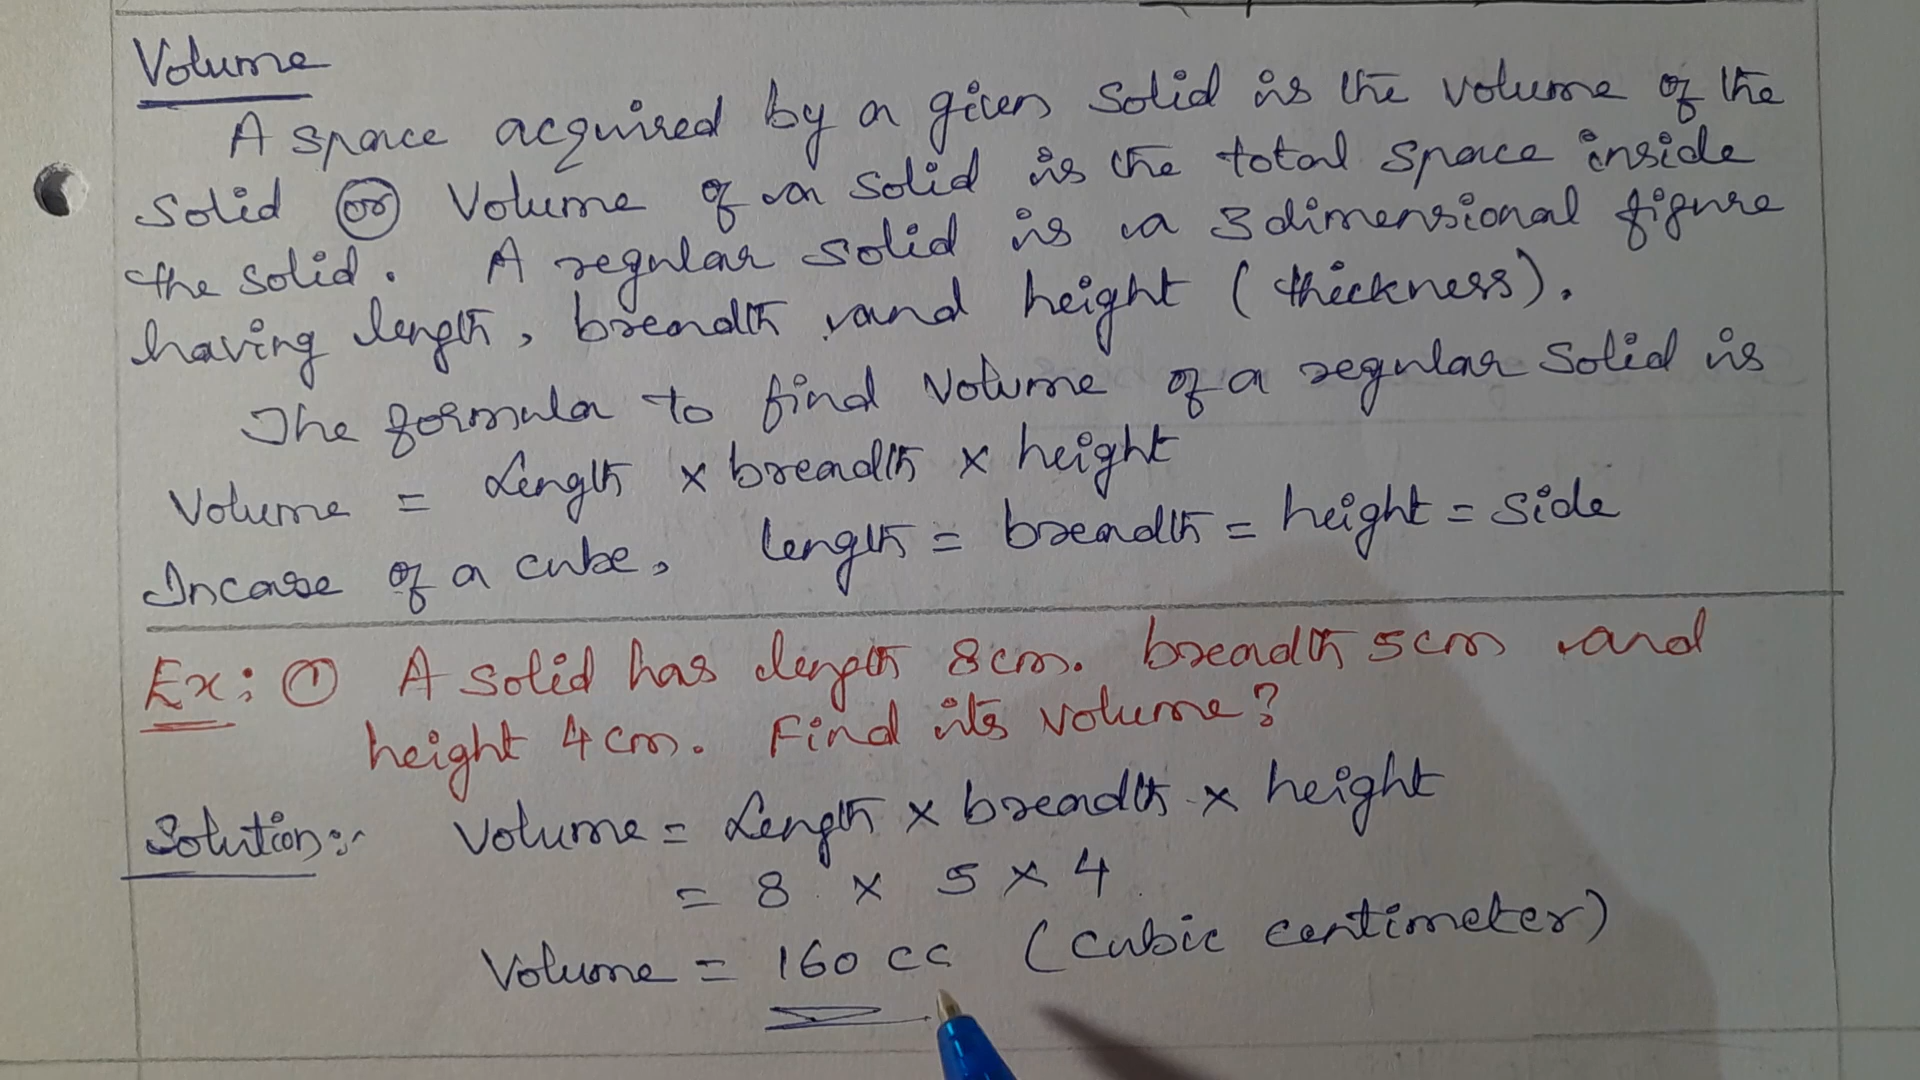 Volume
A space acquired by a given solid is the volume of the
solid or Volume of a solid is the total space inside
the solid. A regular solid is a 3 dimensional figure
having length, breadth and height (thickness).
The formula to find Volume of a regular solid is
Volume = Length × breadth × height
Incase of a cube, length = breadth = height = side
Ex: ① A solid has length 8cm. breadth 5cm and
height 4cm. Find its volume?
Solution:- Volume = Length × breadth × height
= 8 × 5 × 4
Volume = 160 cc (cubic centimeter)